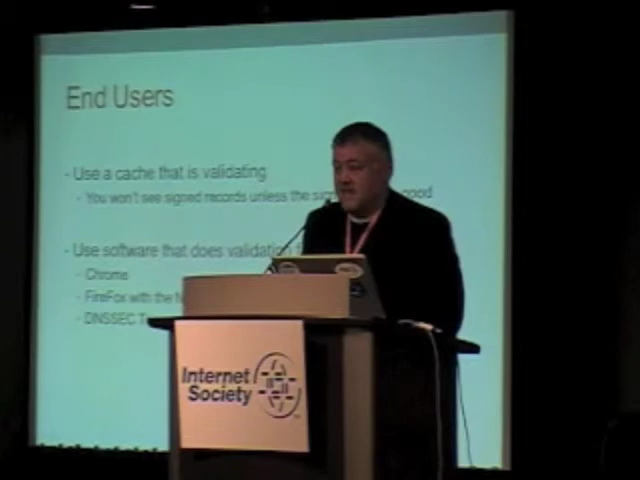 End Users
- Use a cache that is validating
- You won't see signed records unless the good
- Use software that does validation
- Chrome
- FireFox with the
- DNSSEC
Internet
Society